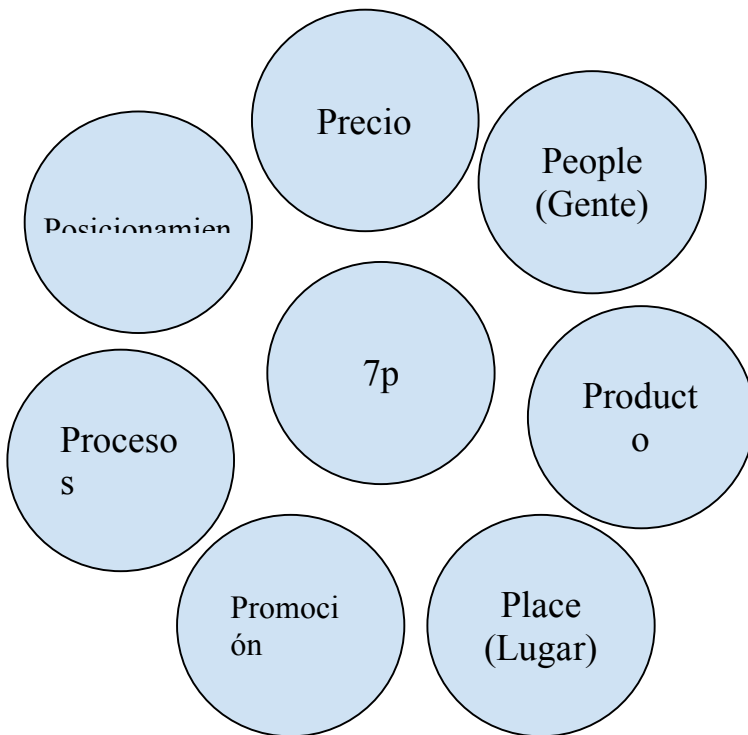 Precio
People
(Gente)
Posicionamien
7p
Product
o
Proceso
s
Promoci
ón
Place
(Lugar)